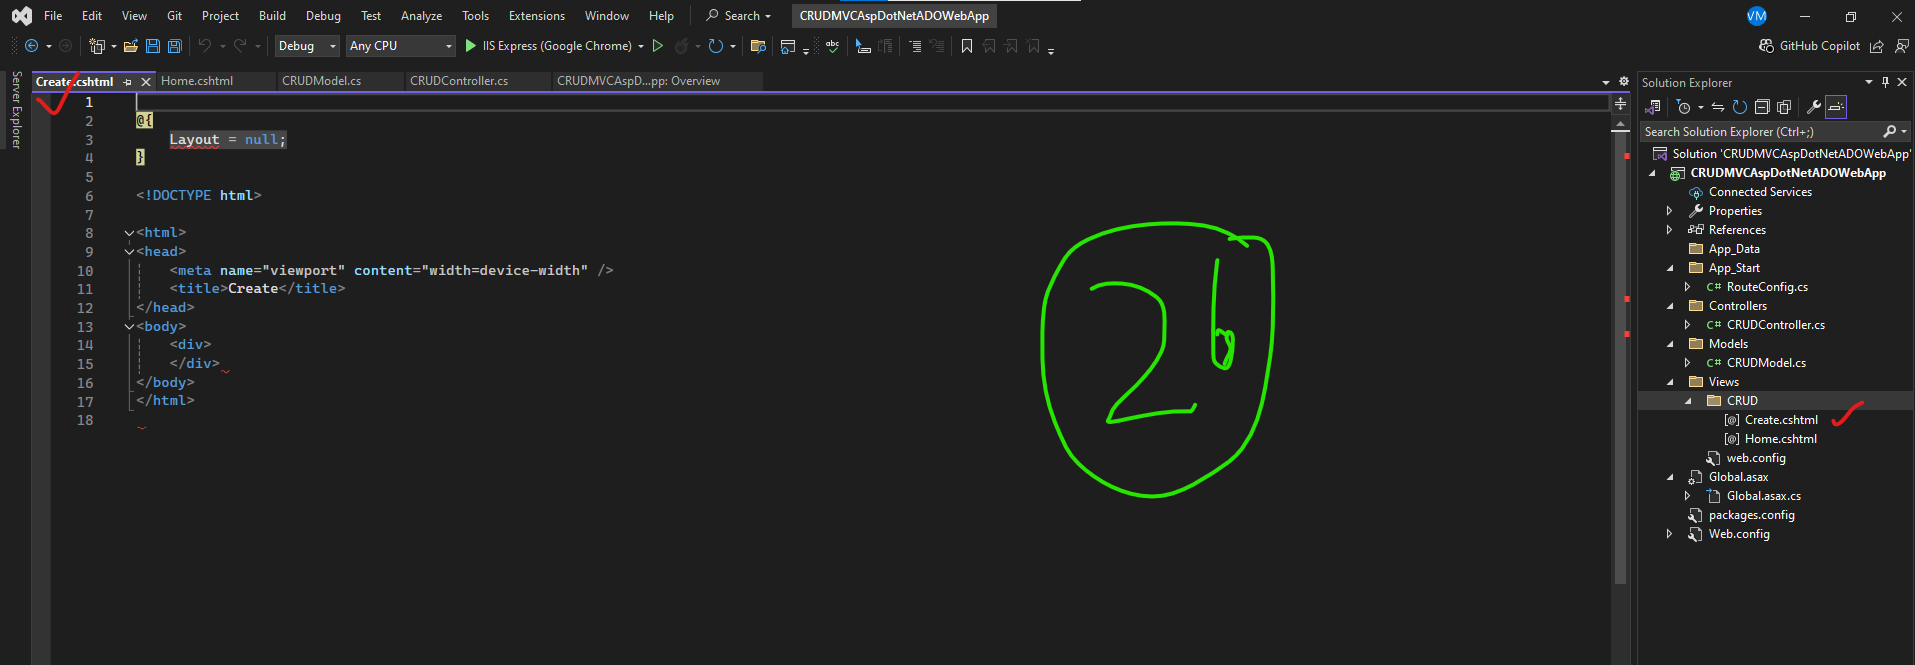 File Edit View Git Project Build Debug Test Analyze Tools Extensions Window Help Search CRUDMVCAspDotNetADOWebApp VM
Debug Any CPU IIS Express (Google Chrome) abc GitHub Copilot
Server Explorer
Create.cshtml Home.cshtml CRUDModel.cs CRUDController.cs CRUDMVCAspD...pp: Overview
1
2 @{
3 Layout = null;
4 }
5
6 <!DOCTYPE html>
7
8 <html>
9 <head>
10 <meta name="viewport" content="width=device-width" />
11 <title>Create</title>
12 </head>
13 <body>
14 <div>
15 </div>
16 </body>
17 </html>
18
26
Solution Explorer
Search Solution Explorer (Ctrl+;)
Solution 'CRUDMVCAspDotNetADOWebApp'
CRUDMVCAspDotNetADOWebApp
Connected Services
Properties
References
App_Data
App_Start
C# RouteConfig.cs
Controllers
C# CRUDController.cs
Models
C# CRUDModel.cs
Views
CRUD
[@] Create.cshtml
[@] Home.cshtml
web.config
Global.asax
Global.asax.cs
packages.config
Web.config